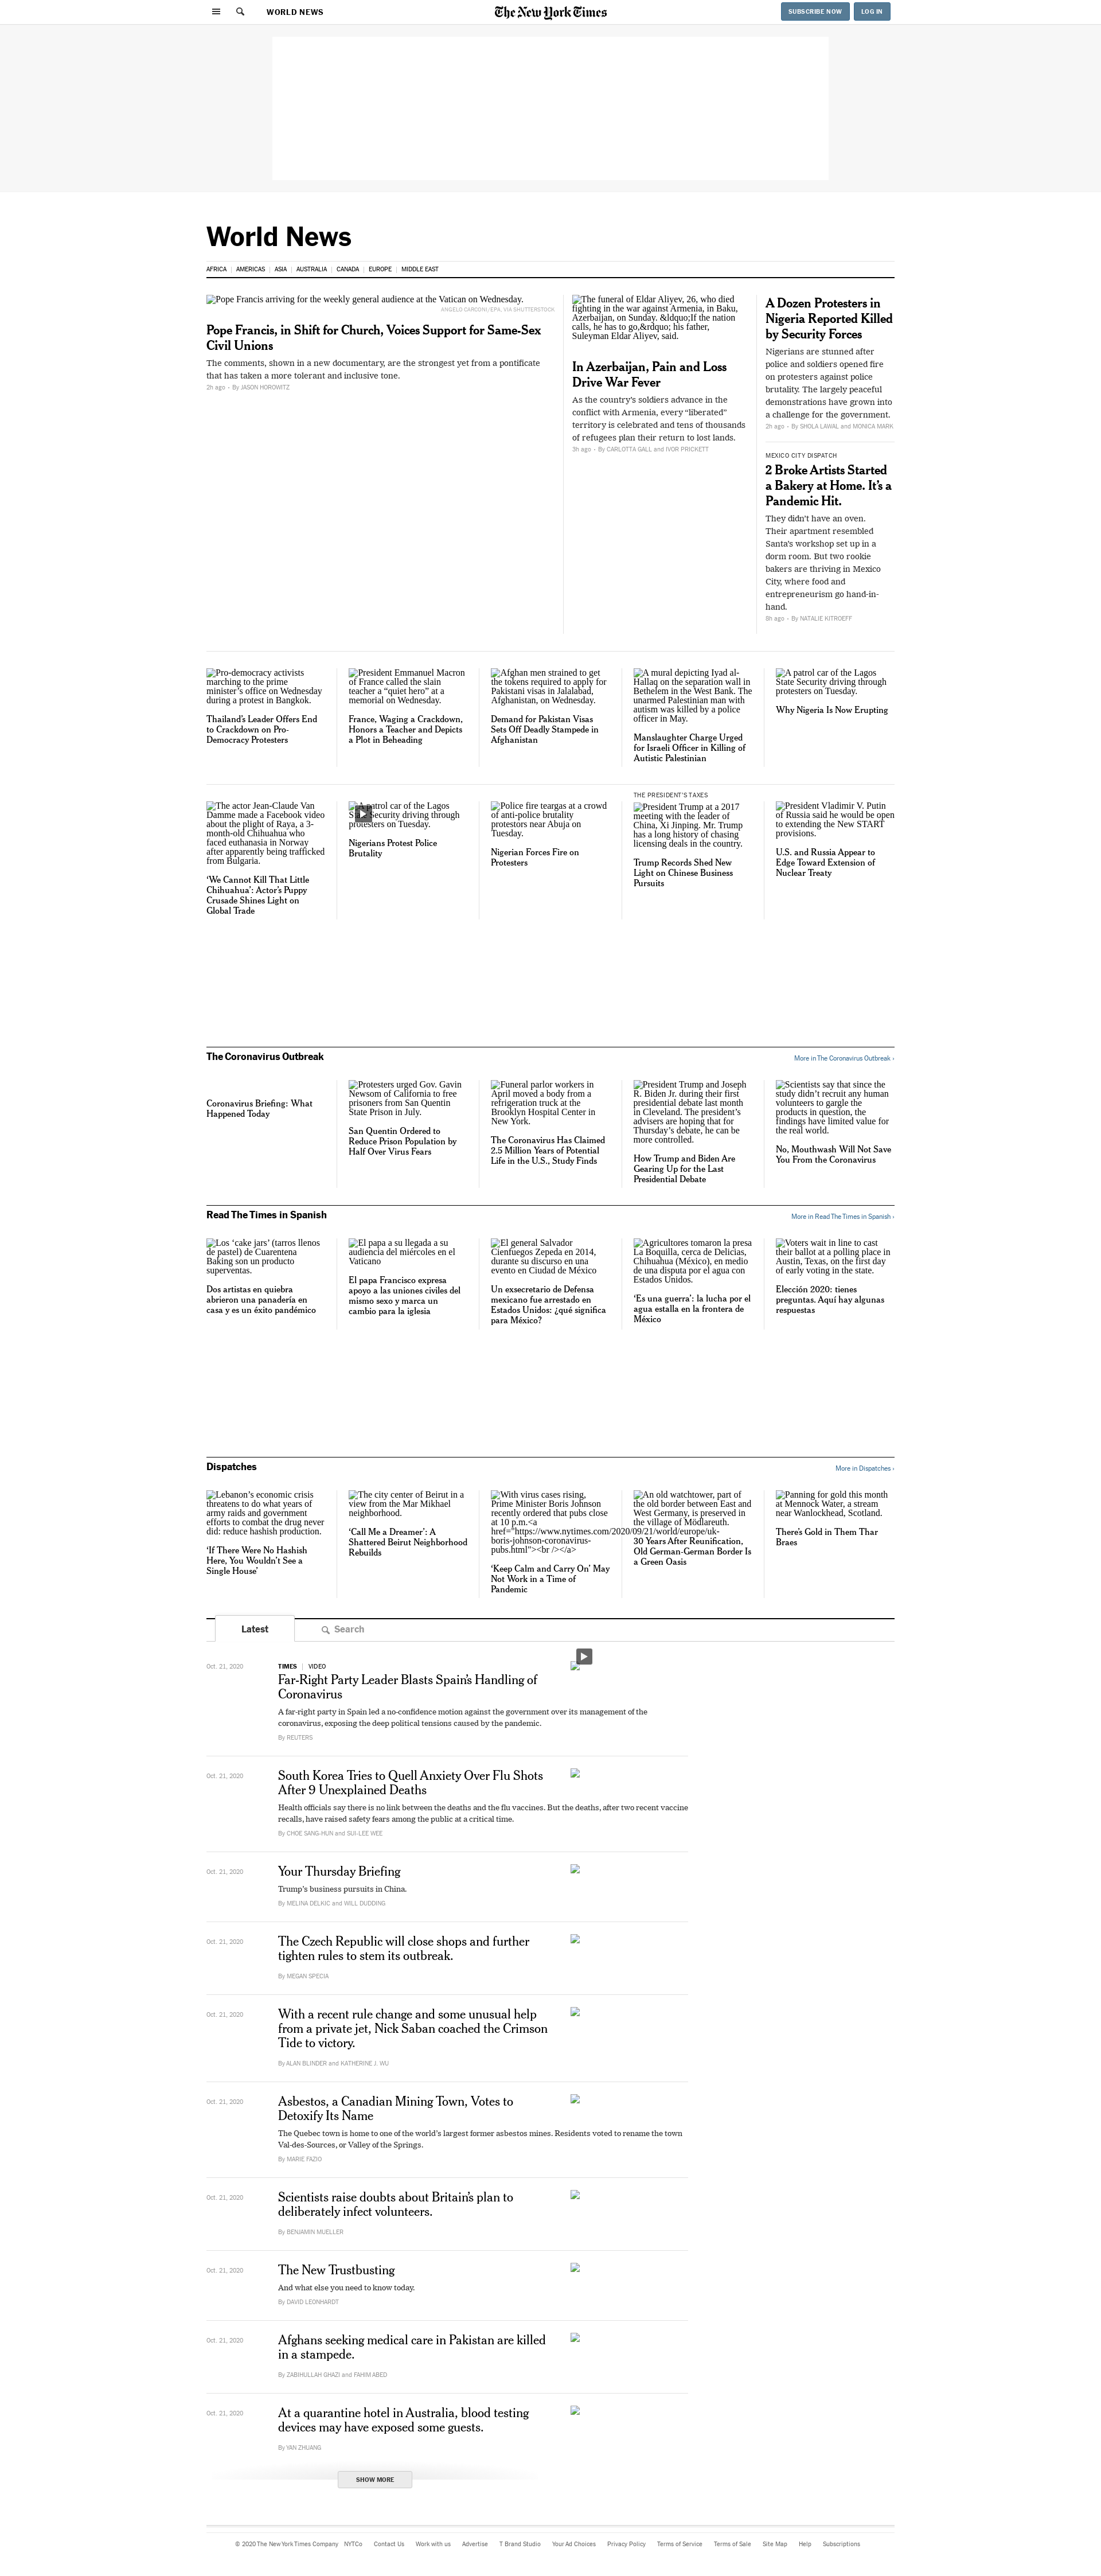 WORLD NEWS
The New York Times
SUBSCRIBE NOW
LOG IN
World News
AFRICA
AMERICAS
ASIA
AUSTRALIA
CANADA
EUROPE
MIDDLE EAST
Pope Francis arriving for the weekly general audience at the Vatican on Wednesday.
ANGELO CARCONI/EPA, VIA SHUTTERSTOCK
Pope Francis, in Shift for Church, Voices Support for Same-Sex
Civil Unions
The comments, shown in a new documentary, are the strongest yet from a pontificate
that has taken a more tolerant and inclusive tone.
2h ago - By JASON HOROWITZ
The funeral of Eldar Aliyev, 26, who died
fighting in the war against Armenia, in Baku,
Azerbaijan, on Sunday. &ldquo;If the nation
calls, he has to go,&rdquo; his father,
Suleyman Eldar Aliyev, said.
In Azerbaijan, Pain and Loss
Drive War Fever
As the country’s soldiers advance in the
conflict with Armenia, every “liberated”
territory is celebrated and tens of thousands
of refugees plan their return to lost lands.
3h ago - By CARLOTTA GALL and IVOR PRICKETT
A Dozen Protesters in
Nigeria Reported Killed
by Security Forces
Nigerians are stunned after
police and soldiers opened fire
on protesters against police
brutality. The largely peaceful
demonstrations have grown into
a challenge for the government.
2h ago - By SHOLA LAWAL and MONICA MARK
MEXICO CITY DISPATCH
2 Broke Artists Started
a Bakery at Home. It’s a
Pandemic Hit.
They didn’t have an oven.
Their apartment resembled
Santa’s workshop set up in a
dorm room. But two rookie
bakers are thriving in Mexico
City, where food and
entrepreneurism go hand-in-
hand.
8h ago - By NATALIE KITROEFF
Pro-democracy activists
marching to the prime
minister’s office on Wednesday
during a protest in Bangkok.
Thailand’s Leader Offers End
to Crackdown on Pro-
Democracy Protesters
President Emmanuel Macron
of France called the slain
teacher a “quiet hero” at a
memorial on Wednesday.
France, Waging a Crackdown,
Honors a Teacher and Depicts
a Plot in Beheading
Afghan men strained to get
the tokens required to apply for
Pakistani visas in Jalalabad,
Afghanistan, on Wednesday.
Demand for Pakistan Visas
Sets Off Deadly Stampede in
Afghanistan
A mural depicting Iyad al-
Hallaq on the separation wall in
Bethelem in the West Bank. The
unarmed Palestinian man with
autism was killed by a police
officer in May.
Manslaughter Charge Urged
for Israeli Officer in Killing of
Autistic Palestinian
A patrol car of the Lagos
State Security driving through
protesters on Tuesday.
Why Nigeria Is Now Erupting
The actor Jean-Claude Van
Damme made a Facebook video
about the plight of Raya, a 3-
month-old Chihuahua who
faced euthanasia in Norway
after apparently being trafficked
from Bulgaria.
‘We Cannot Kill That Little
Chihuahua’: Actor’s Puppy
Crusade Shines Light on
Global Trade
patrol car of the Lagos
Security driving through
protesters on Tuesday.
Nigerians Protest Police
Brutality
Police fire teargas at a crowd
of anti-police brutality
protestors near Abuja on
Tuesday.
Nigerian Forces Fire on
Protesters
THE PRESIDENT’S TAXES
President Trump at a 2017
meeting with the leader of
China, Xi Jinping. Mr. Trump
has a long history of chasing
licensing deals in the country.
Trump Records Shed New
Light on Chinese Business
Pursuits
President Vladimir V. Putin
of Russia said he would be open
to extending the New START
provisions.
U.S. and Russia Appear to
Edge Toward Extension of
Nuclear Treaty
The Coronavirus Outbreak
More in The Coronavirus Outbreak ›
Coronavirus Briefing: What
Happened Today
Protesters urged Gov. Gavin
Newsom of California to free
prisoners from San Quentin
State Prison in July.
San Quentin Ordered to
Reduce Prison Population by
Half Over Virus Fears
Funeral parlor workers in
April moved a body from a
refrigeration truck at the
Brooklyn Hospital Center in
New York.
The Coronavirus Has Claimed
2.5 Million Years of Potential
Life in the U.S., Study Finds
President Trump and Joseph
R. Biden Jr. during their first
presidential debate last month
in Cleveland. The president’s
advisers are hoping that for
Thursday’s debate, he can be
more controlled.
How Trump and Biden Are
Gearing Up for the Last
Presidential Debate
Scientists say that since the
study didn’t recruit any human
volunteers to gargle the
products in question, the
findings have limited value for
the real world.
No, Mouthwash Will Not Save
You From the Coronavirus
Read The Times in Spanish
More in Read The Times in Spanish ›
Los ‘cake jars’ (tarros llenos
de pastel) de Cuarentena
Baking son un producto
superventas.
Dos artistas en quiebra
abrieron una panadería en
casa y es un éxito pandémico
El papa a su llegada a su
audiencia del miércoles en el
Vaticano
El papa Francisco expresa
apoyo a las uniones civiles del
mismo sexo y marca un
cambio para la iglesia
El general Salvador
Cienfuegos Zepeda en 2014,
durante su discurso en una
evento en Ciudad de México
Un exsecretario de Defensa
mexicano fue arrestado en
Estados Unidos: ¿qué significa
para México?
Agricultores tomaron la presa
La Boquilla, cerca de Delicias,
Chihuahua (México), en medio
de una disputa por el agua con
Estados Unidos.
‘Es una guerra’: la lucha por el
agua estalla en la frontera de
México
Voters wait in line to cast
their ballot at a polling place in
Austin, Texas, on the first day
of early voting in the state.
Elección 2020: tienes
preguntas. Aquí hay algunas
respuestas
Dispatches
More in Dispatches ›
Lebanon’s economic crisis
threatens to do what years of
army raids and government
efforts to combat the drug never
did: reduce hashish production.
‘If There Were No Hashish
Here, You Wouldn’t See a
Single House’
The city center of Beirut in a
view from the Mar Mikhael
neighborhood.
‘Call Me a Dreamer’: A
Shattered Beirut Neighborhood
Rebuilds
With virus cases rising,
Prime Minister Boris Johnson
recently ordered that pubs close
at 10 p.m.<a
href="https://www.nytimes.com/2020/09/21/world/europe/uk-
boris-johnson-coronavirus-
pubs.html"><br /></a>
‘Keep Calm and Carry On’ May
Not Work in a Time of
Pandemic
An old watchtower, part of
the old border between East and
West Germany, is preserved in
the village of Mödlareuth.
30 Years After Reunification,
Old German-German Border Is
a Green Oasis
Panning for gold this month
at Mennock Water, a stream
near Wanlockhead, Scotland.
There’s Gold in Them Thar
Braes
Latest
Search
Oct. 21, 2020
TIMES | VIDEO
Far-Right Party Leader Blasts Spain’s Handling of
Coronavirus
A far-right party in Spain led a no-confidence motion against the government over its management of the
coronavirus, exposing the deep political tensions caused by the pandemic.
By REUTERS
Oct. 21, 2020
South Korea Tries to Quell Anxiety Over Flu Shots
After 9 Unexplained Deaths
Health officials say there is no link between the deaths and the flu vaccines. But the deaths, after two recent vaccine
recalls, have raised safety fears among the public at a critical time.
By CHOE SANG-HUN and SUI-LEE WEE
Oct. 21, 2020
Your Thursday Briefing
Trump’s business pursuits in China.
By MELINA DELKIC and WILL DUDDING
Oct. 21, 2020
The Czech Republic will close shops and further
tighten rules to stem its outbreak.
By MEGAN SPECIA
Oct. 21, 2020
With a recent rule change and some unusual help
from a private jet, Nick Saban coached the Crimson
Tide to victory.
By ALAN BLINDER and KATHERINE J. WU
Oct. 21, 2020
Asbestos, a Canadian Mining Town, Votes to
Detoxify Its Name
The Quebec town is home to one of the world’s largest former asbestos mines. Residents voted to rename the town
Val-des-Sources, or Valley of the Springs.
By MARIE FAZIO
Oct. 21, 2020
Scientists raise doubts about Britain’s plan to
deliberately infect volunteers.
By BENJAMIN MUELLER
Oct. 21, 2020
The New Trustbusting
And what else you need to know today.
By DAVID LEONHARDT
Oct. 21, 2020
Afghans seeking medical care in Pakistan are killed
in a stampede.
By ZABIHULLAH GHAZI and FAHIM ABED
Oct. 21, 2020
At a quarantine hotel in Australia, blood testing
devices may have exposed some guests.
By YAN ZHUANG
SHOW MORE
© 2020 The New York Times Company
NYTCo
Contact Us
Work with us
Advertise
T Brand Studio
Your Ad Choices
Privacy Policy
Terms of Service
Terms of Sale
Site Map
Help
Subscriptions